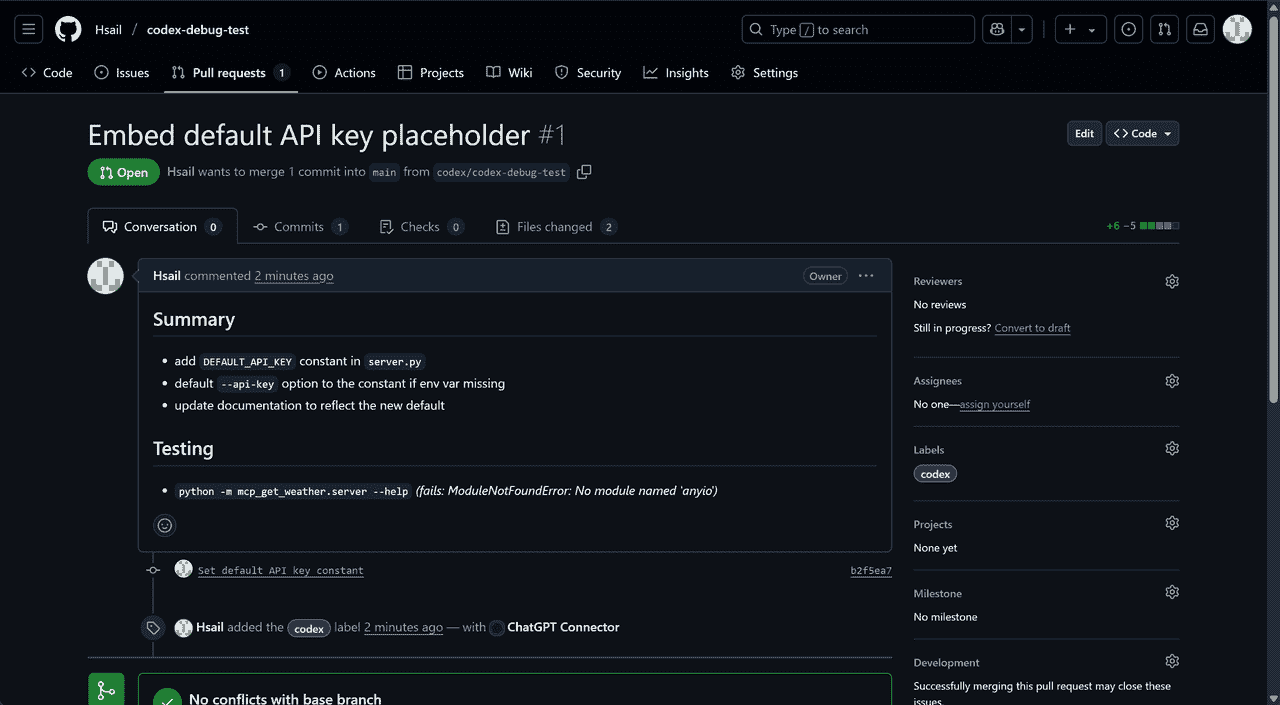 Hsail / codex-debug-test
Type / to search
Code
Issues
Pull requests 1
Actions
Projects
Wiki
Security
Insights
Settings
Embed default API key placeholder #1
Edit
<> Code
Open
Hsail wants to merge 1 commit into main from codex/codex-debug-test
Conversation 0
Commits 1
Checks 0
Files changed 2
+6 −5
Hsail commented 2 minutes ago
Owner
Summary
add DEFAULT_API_KEY constant in server.py
default --api-key option to the constant if env var missing
update documentation to reflect the new default
Testing
python -m mcp_get_weather.server --help (fails: ModuleNotFoundError: No module named `anyio`)
Set default API key constant
b2f5ea7
Hsail added the codex label 2 minutes ago — with ChatGPT Connector
No conflicts with base branch
Reviewers
No reviews
Still in progress? Convert to draft
Assignees
No one—assign yourself
Labels
codex
Projects
None yet
Milestone
No milestone
Development
Successfully merging this pull request may close these
issues.